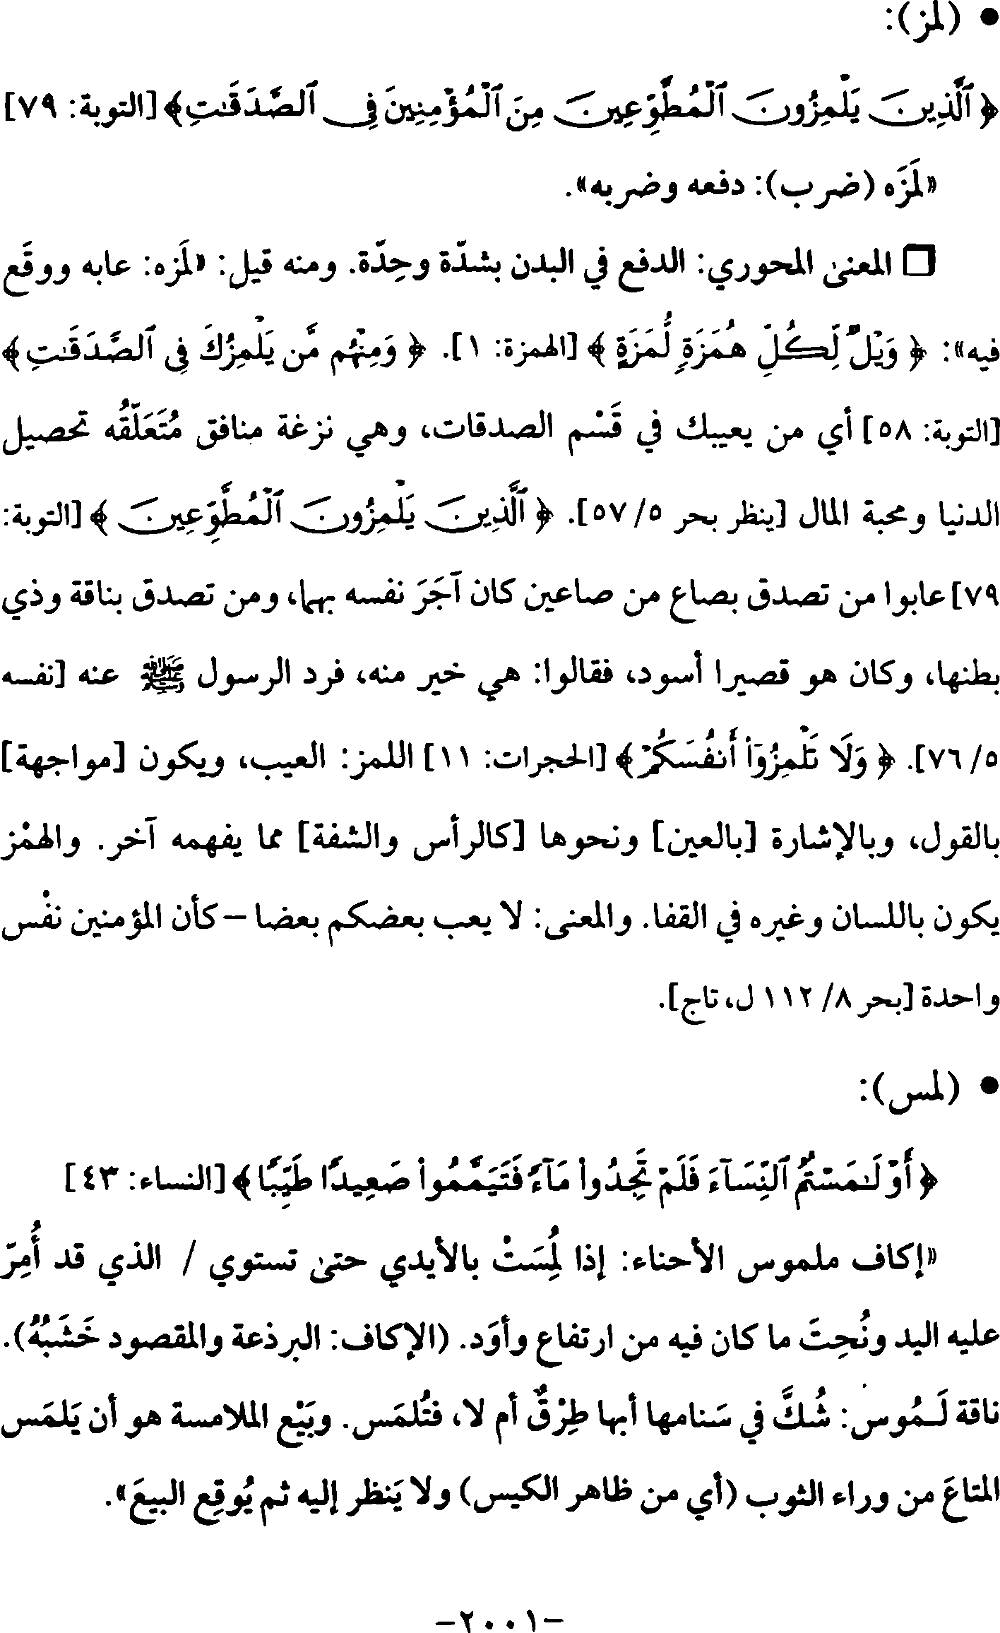 • (لمز):
﴿ ٱلَّذِينَ يَلْمِزُونَ ٱلْمُطَّوِّعِينَ مِنَ ٱلْمُؤْمِنِينَ فِى ٱلصَّدَقَـٰتِ﴾ [التوبة: ٧٩]
«لَمَزَه (ضرب): دفعه وضربه».
❑ المعنى المحوري: الدفع في البدن بشدّة وحِدّة. ومنه قيل: «لَمَزه: عابه ووقَع
فيه»: ﴿ وَيْلٌ لِّكُلِّ هُمَزَةٍ لُّمَزَةٍ ﴾ [الهمزة: ١]. ﴿ وَمِنْهُم مَّن يَلْمِزُكَ فِى ٱلصَّدَقَـٰتِ ﴾
[التوبة: ٥٨] أي من يعيبك في قَسْم الصدقات، وهي نزغة منافق مُتَعَلَّقُه تحصيل
الدنيا ومحبة المال [ينظر بحر ٥/ ٥٧]. ﴿ ٱلَّذِينَ يَلْمِزُونَ ٱلْمُطَّوِّعِينَ ﴾ [التوبة:
٧٩] عابوا من تصدق بصاع من صاعين كان آجَرَ نفسه بهما، ومن تصدق بناقة وذي
بطنها، وكان هو قصيرا أسود، فقالوا: هي خير منه، فرد الرسول ﷺ عنه [نفسه
٥/ ٧٦]. ﴿ وَلَا تَلْمِزُوٓا۟ أَنفُسَكُمْ﴾ [الحجرات: ١١] اللمز: العيب، ويكون [مواجهة]
بالقول، وبالإشارة [بالعين] ونحوها [كالرأس والشفة] مما يفهمه آخر. والهمْز
يكون باللسان وغيره في القفا. والمعنى: لا يعب بعضكم بعضا – كأن المؤمنين نفْس
واحدة [بحر ٨/ ١١٢ ل، تاج].
• (لمس):
﴿ أَوْ لَـٰمَسْتُمُ ٱلنِّسَآءَ فَلَمْ تَجِدُوا۟ مَآءً فَتَيَمَّمُوا۟ صَعِيدًا طَيِّبًا ﴾ [النساء: ٤٣]
«إكاف ملموس الأحناء: إذا لُمِسَتْ بالأيدي حتى تستوي / الذي قد أُمِرّ
عليه اليد ونُحِتَ ما كان فيه من ارتفاع وأوَد. (الإكاف: البرذعة والمقصود خَشَبُهُ).
ناقة لَـمُوس: شُكَّ في سَنامها أبها طِرْقٌ أم لا، فتُلمَس. وبَيْع الملامسة هو أن يَلمَس
المتاعَ من وراء الثوب (أي من ظاهر الكيس) ولا يَنظر إليه ثم يُوقِع البيعَ».
-٢٠٠١-